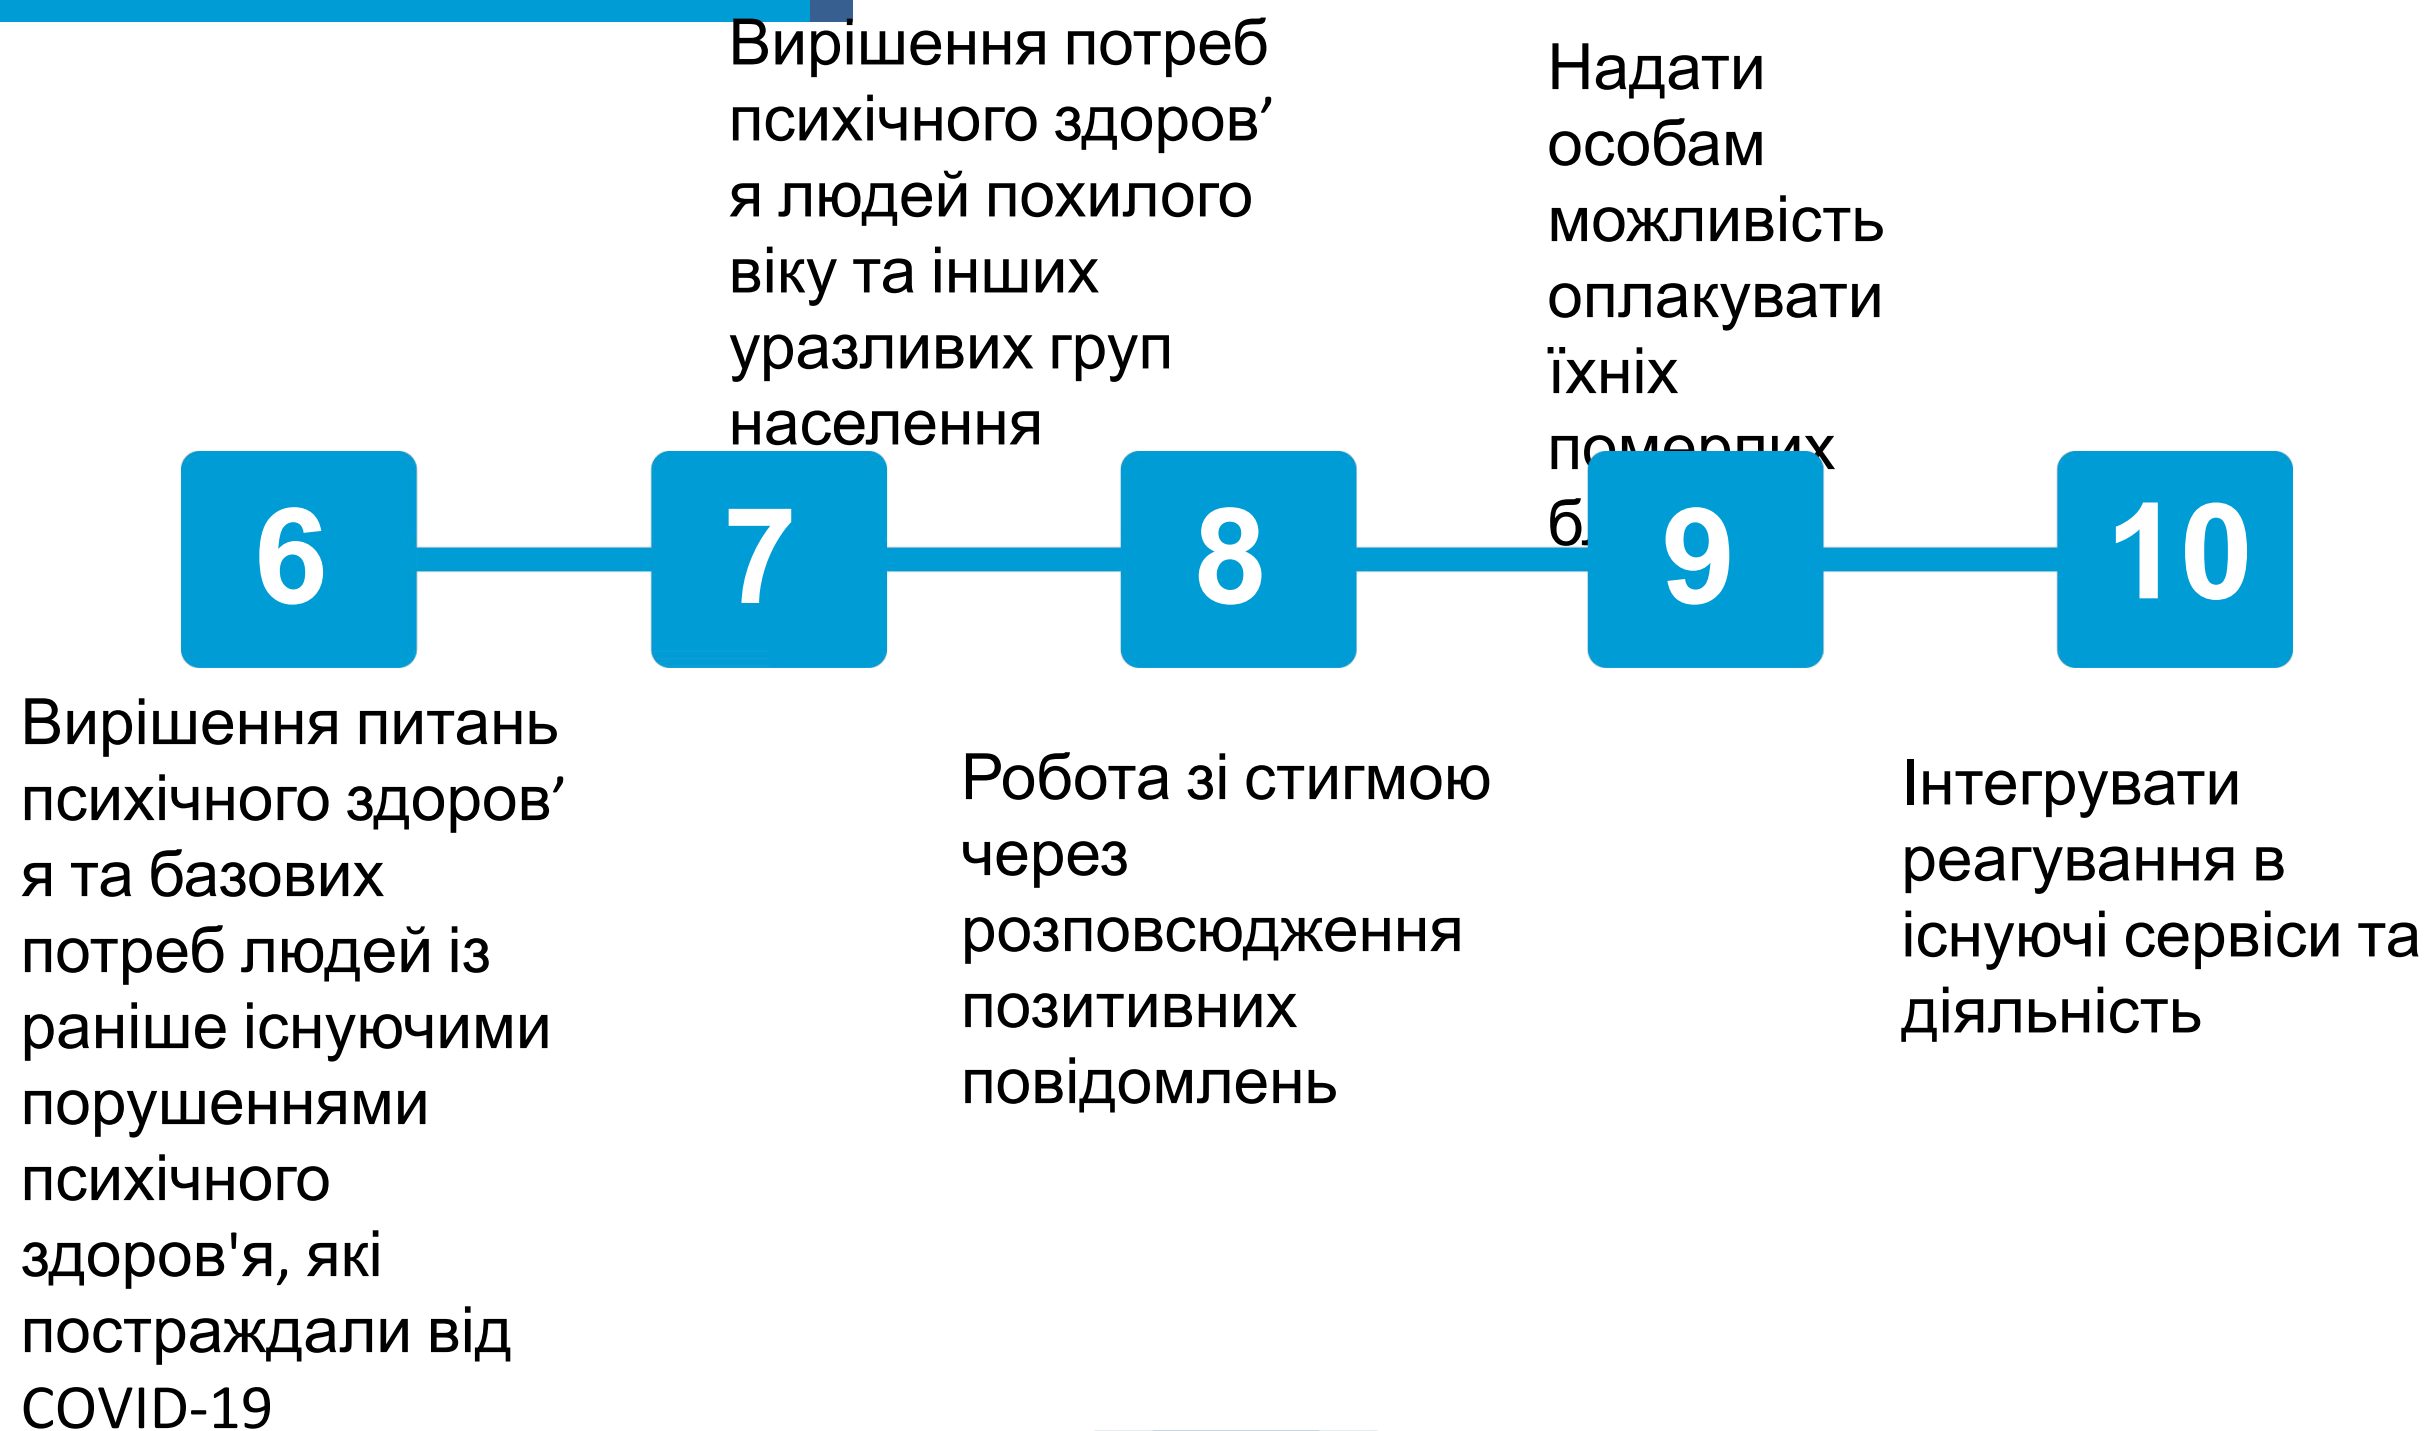 Вирішення потреб
психічного здоров’
я людей похилого
віку та інших
уразливих груп
населення
Надати
особам
можливість
оплакувати
їхніх
померлих
6
7
8
9
10
Вирішення питань
психічного здоров’
я та базових
потреб людей із
раніше існуючими
порушеннями
психічного
здоров'я, які
постраждали від
COVID-19
Робота зі стигмою
через
розповсюдження
позитивних
повідомлень
Інтегрувати
реагування в
існуючі сервіси та
діяльність